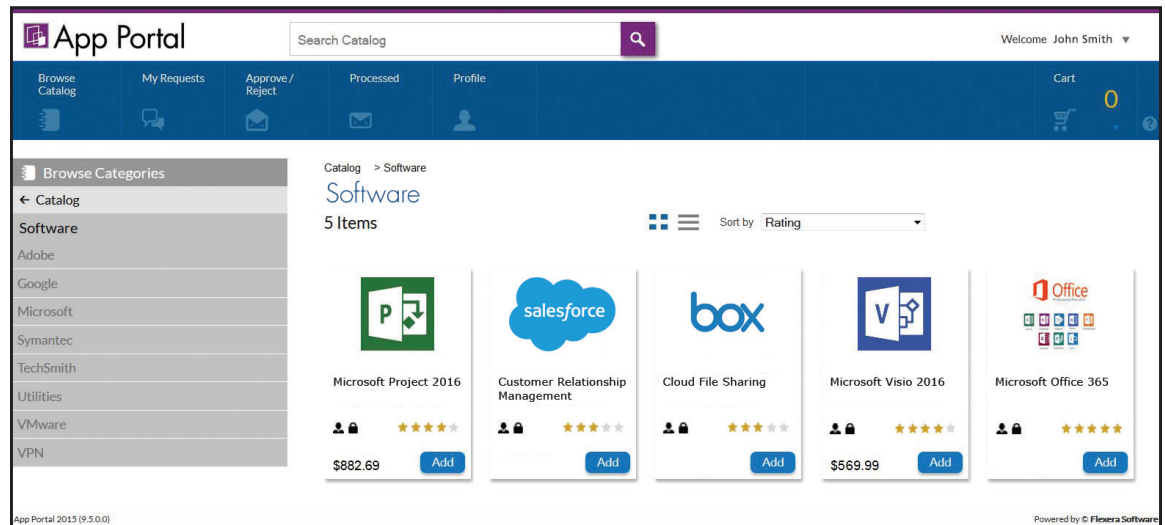 App Portal
Search Catalog
Welcome John Smith
Browse Catalog
My Requests
Approve / Reject
Processed
Profile
Cart
0
Browse Categories
← Catalog
Software
Adobe
Google
Microsoft
Symantec
TechSmith
Utilities
VMware
VPN
Catalog > Software
Software
5 Items
Sort by Rating
P
salesforce
box
V
Office
Microsoft Project 2016
Customer Relationship
Management
Cloud File Sharing
Microsoft Visio 2016
Microsoft Office 365
$882.69 Add
Add
Add
$569.99 Add
Add
App Portal 2015 (9.5.0.0)
Powered by © Flexera Software